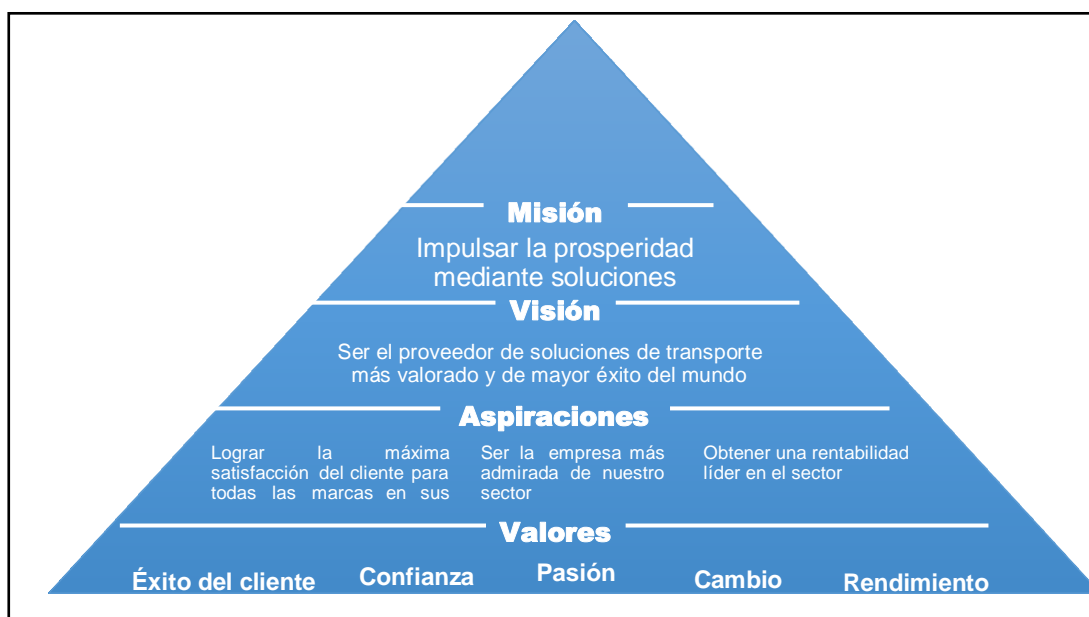 Misión
Impulsar la prosperidad
mediante soluciones
Visión
Ser el proveedor de soluciones de transporte
más valorado y de mayor éxito del mundo
Aspiraciones
Lograr la máxima
satisfacción del cliente para
todas las marcas en sus
Ser la empresa más
admirada de nuestro
sector
Obtener una rentabilidad
líder en el sector
Valores
Éxito del cliente
Confianza
Pasión
Cambio
Rendimiento